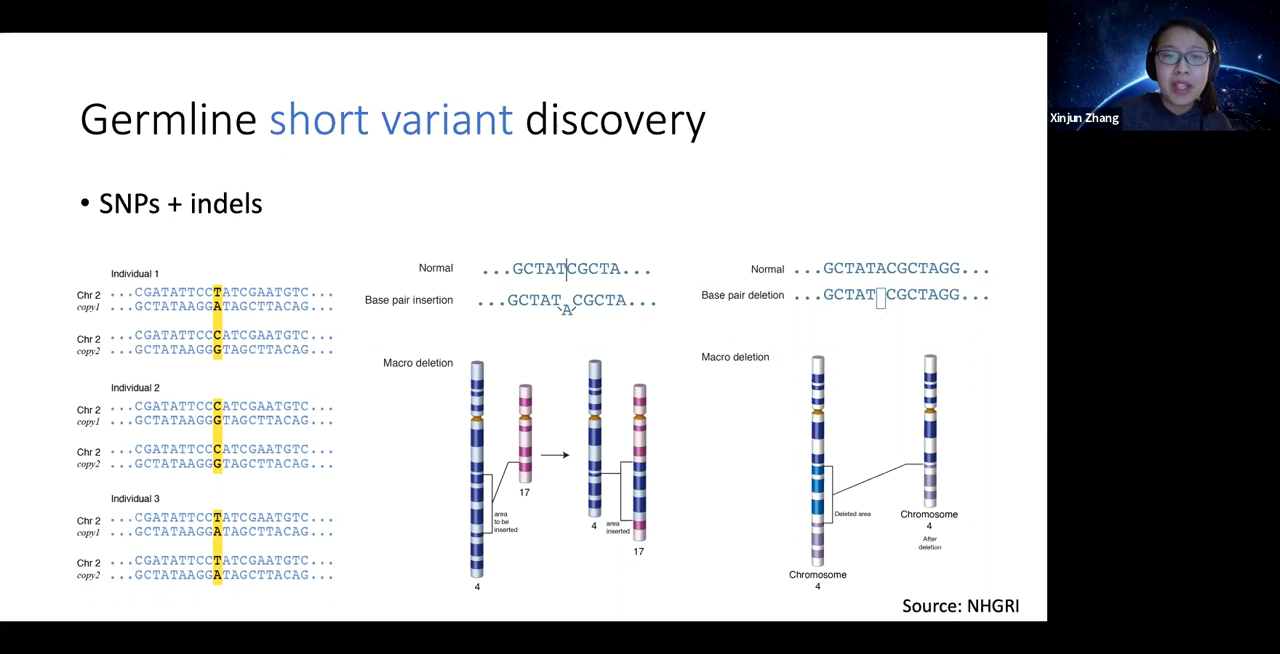 Germline short variant discovery
• SNPs + indels
Individual 1
Chr 2 ...CGATATTCCTATCGAATGTC...
copy1 ...GCTATAAGGATAGCTTACAG...
Chr 2 ...CGATATTCCCATCGAATGTC...
copy2 ...GCTATAAGGGTAGCTTACAG...
Individual 2
Chr 2 ...CGATATTCCCATCGAATGTC...
copy1 ...GCTATAAGGGTAGCTTACAG...
Chr 2 ...CGATATTCCCATCGAATGTC...
copy2 ...GCTATAAGGGTAGCTTACAG...
Individual 3
Chr 2 ...CGATATTCCTATCGAATGTC...
copy1 ...GCTATAAGGATAGCTTACAG...
Chr 2 ...CGATATTCCTATCGAATGTC...
copy2 ...GCTATAAGGATAGCTTACAG...
Normal ...GCTATCGCTA...
Base pair insertion ...GCTAT CGCTA...
A
Macro deletion
area
to be
inserted
4
17
4
area
inserted
17
Normal ...GCTATACGCTAGG...
Base pair deletion ...GCTAT CGCTAGG...
Macro deletion
Deleted area
Chromosome
4
Chromosome
4
After
deletion
Source: NHGRI
Xinjun Zhang